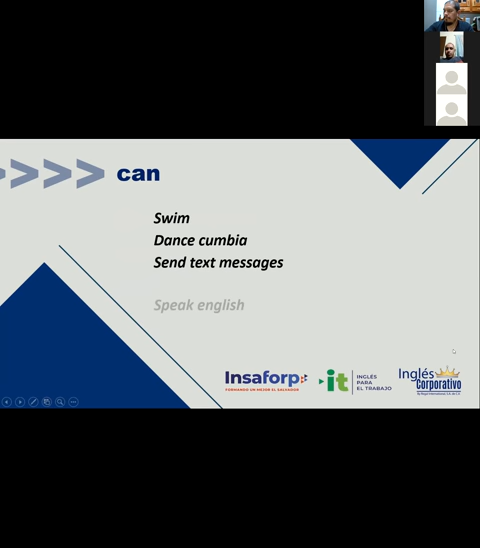 >>>> can
Swim
Dance cumbia
Send text messages
Speak english
Insaforp
FORMANDO UN MEJOR EL SALVADOR
it
INGLÉS
PARA
EL TRABAJO
Inglés
Corporativo